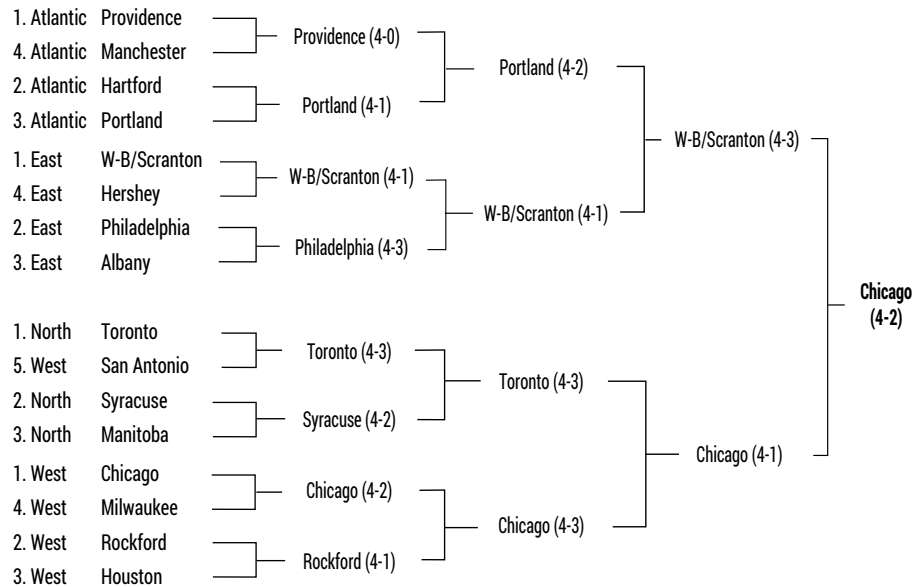 1. Atlantic Providence
4. Atlantic Manchester
2. Atlantic Hartford
3. Atlantic Portland
1. East W-B/Scranton
4. East Hershey
2. East Philadelphia
3. East Albany
1. North Toronto
5. West San Antonio
2. North Syracuse
3. North Manitoba
1. West Chicago
4. West Milwaukee
2. West Rockford
3. West Houston
Providence (4-0)
Portland (4-1)
W-B/Scranton (4-1)
Philadelphia (4-3)
Toronto (4-3)
Syracuse (4-2)
Chicago (4-2)
Rockford (4-1)
Portland (4-2)
W-B/Scranton (4-1)
Toronto (4-3)
Chicago (4-3)
W-B/Scranton (4-3)
Chicago (4-1)
Chicago
(4-2)